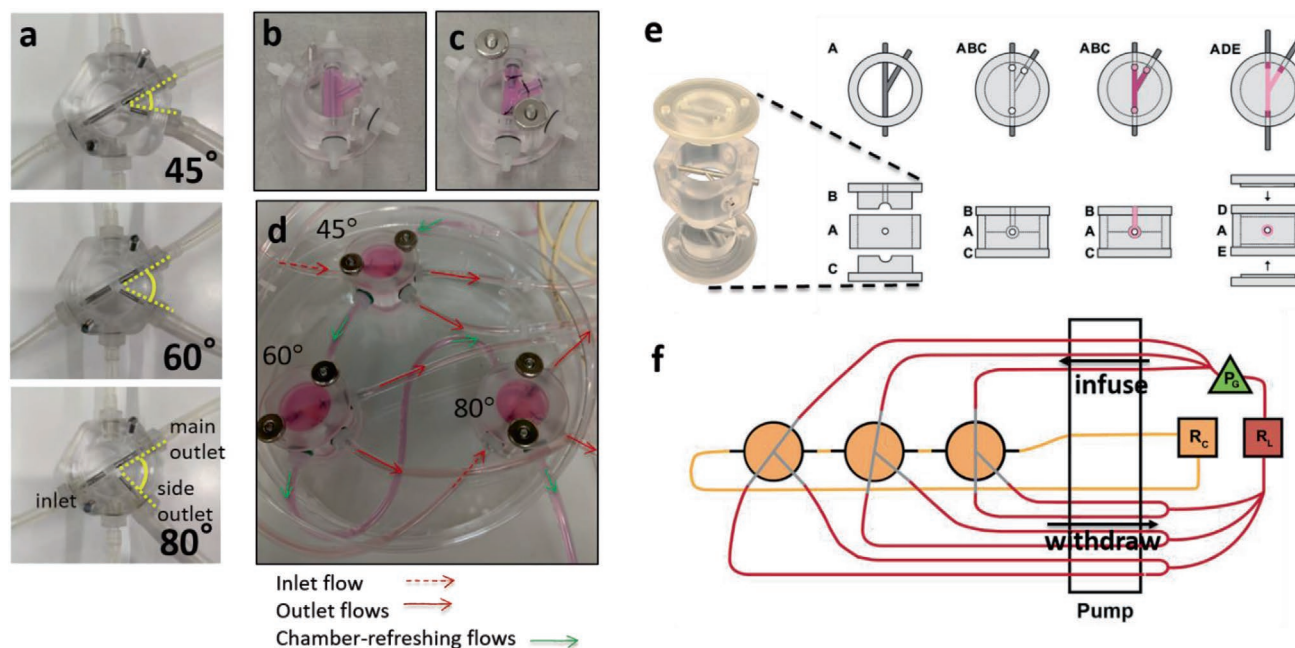 a
45°
60°
main
outlet
inlet
side
outlet
80°
b
c
d
45°
60°
80°
Inlet flow
Outlet flows
Chamber-refreshing flows
e
A
ABC
ABC
ADE
B
A
C
B
A
C
B
A
C
D
A
E
f
infuse
P_G
R_C
R_L
withdraw
Pump